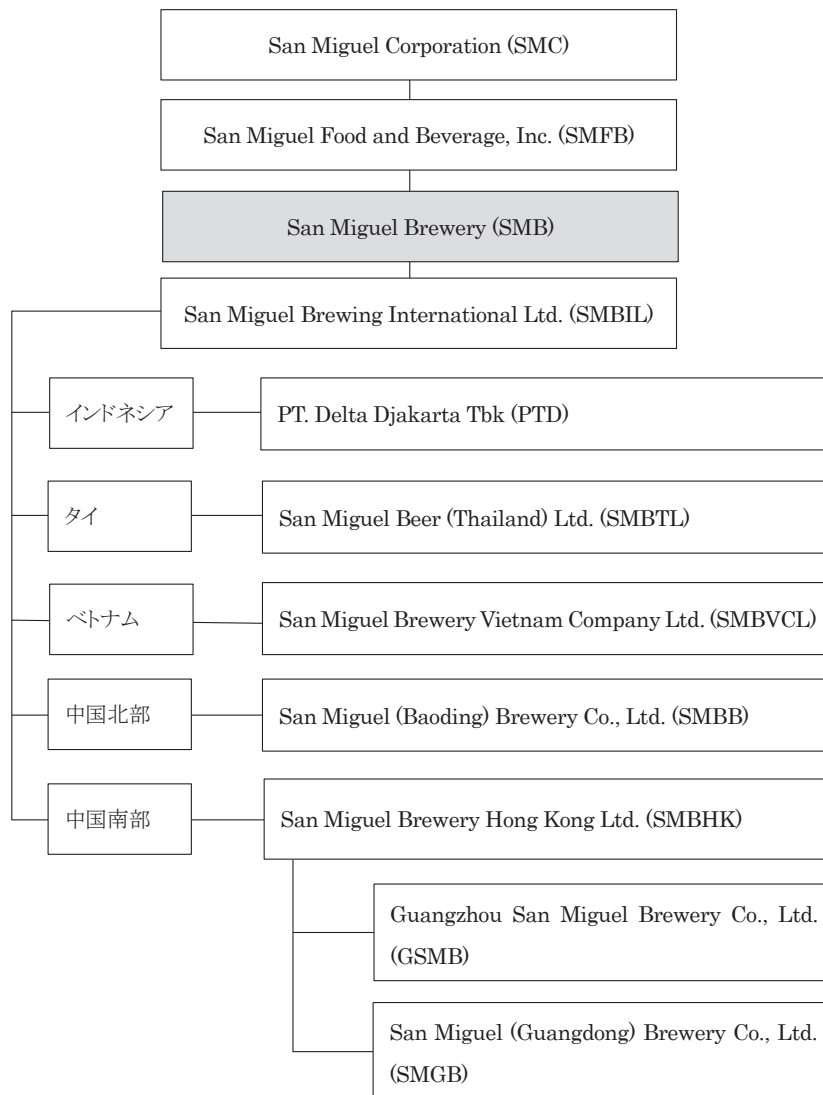 San Miguel Corporation (SMC)
San Miguel Food and Beverage, Inc. (SMFB)
San Miguel Brewery (SMB)
San Miguel Brewing International Ltd. (SMBIL)
インドネシア
PT. Delta Djakarta Tbk (PTD)
タイ
San Miguel Beer (Thailand) Ltd. (SMBTL)
ベトナム
San Miguel Brewery Vietnam Company Ltd. (SMBVCL)
中国北部
San Miguel (Baoding) Brewery Co., Ltd. (SMBB)
中国南部
San Miguel Brewery Hong Kong Ltd. (SMBHK)
Guangzhou San Miguel Brewery Co., Ltd.
(GSMB)
San Miguel (Guangdong) Brewery Co., Ltd.
(SMGB)